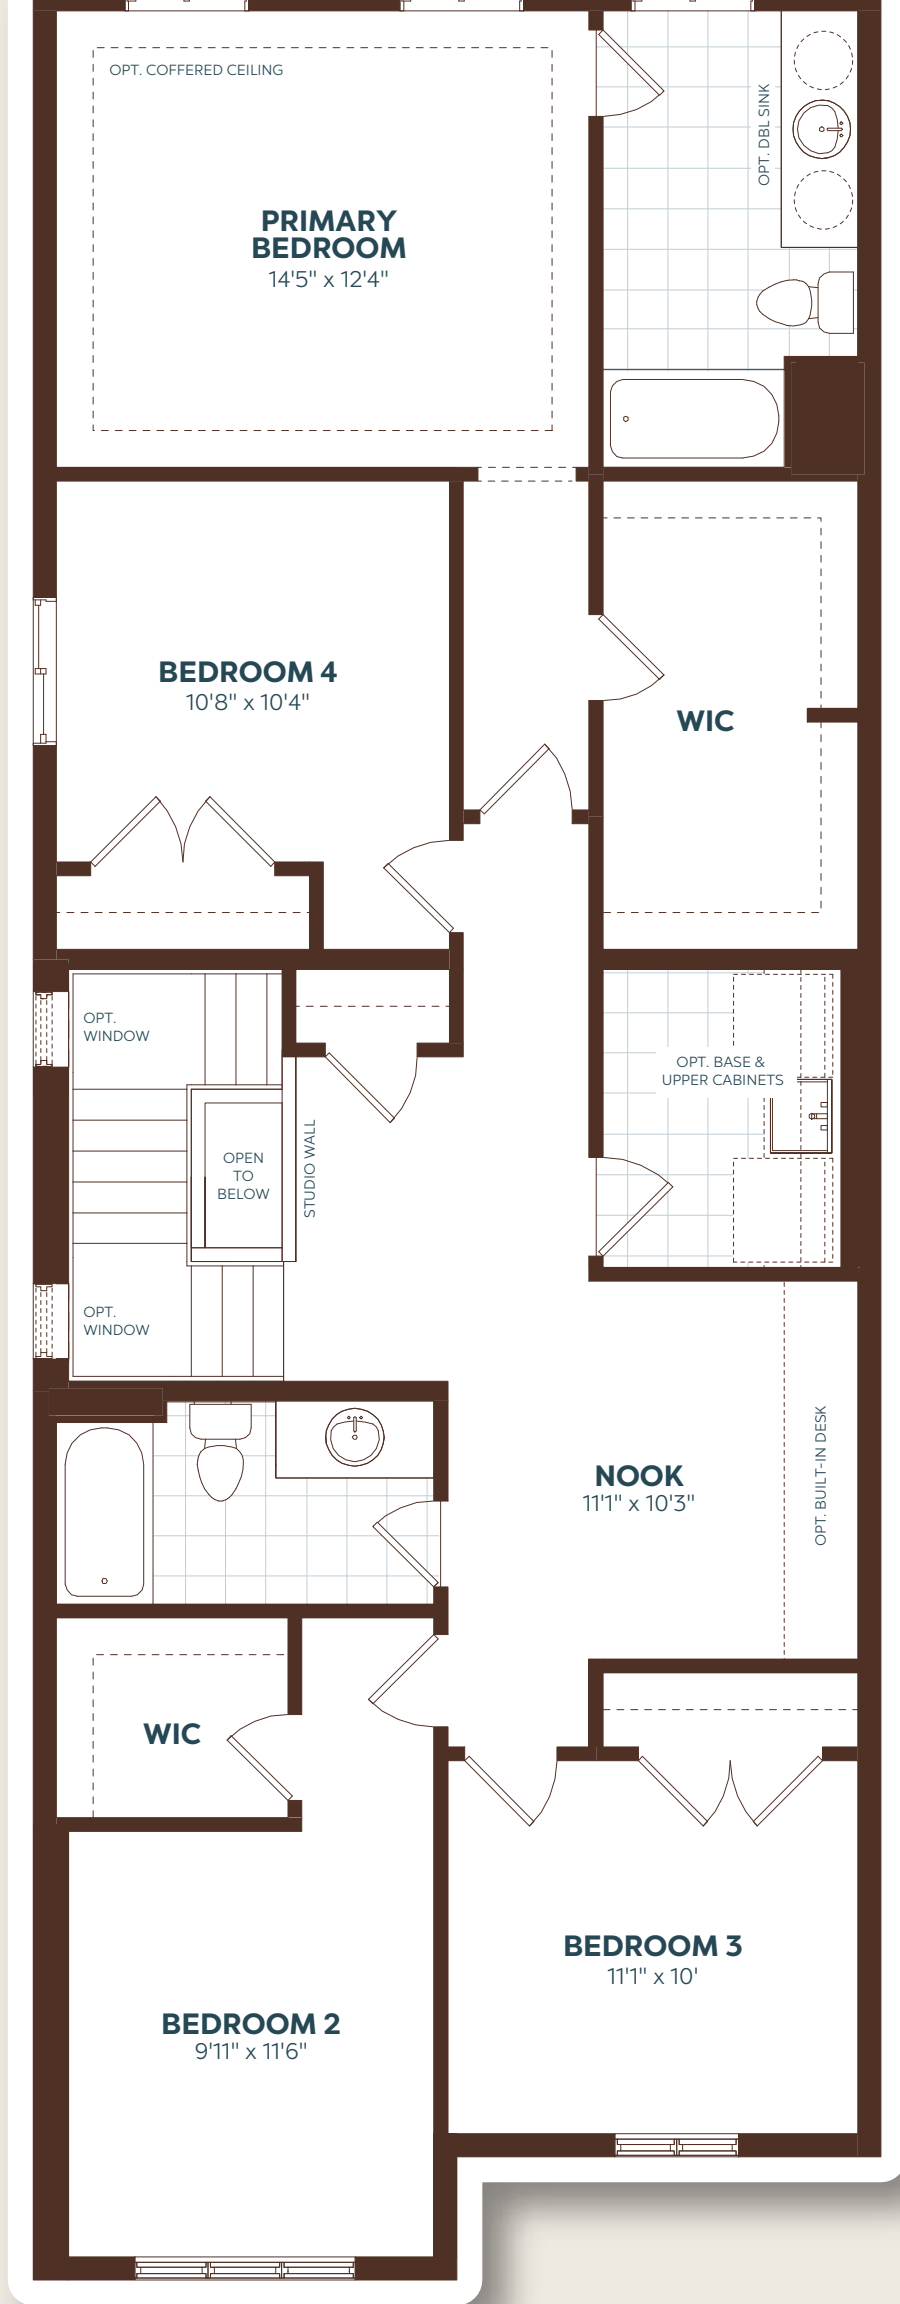 OPT. COFFERED CEILING
OPT. DBL SINK
PRIMARY
BEDROOM
14'5" x 12'4"
BEDROOM 4
10'8" x 10'4"
WIC
OPT.
WINDOW
OPT. BASE &
UPPER CABINETS
OPEN
TO
BELOW
STUDIO WALL
OPT.
WINDOW
NOOK
11'1" x 10'3"
OPT. BUILT-IN DESK
WIC
BEDROOM 3
11'1" x 10'
BEDROOM 2
9'11" x 11'6"